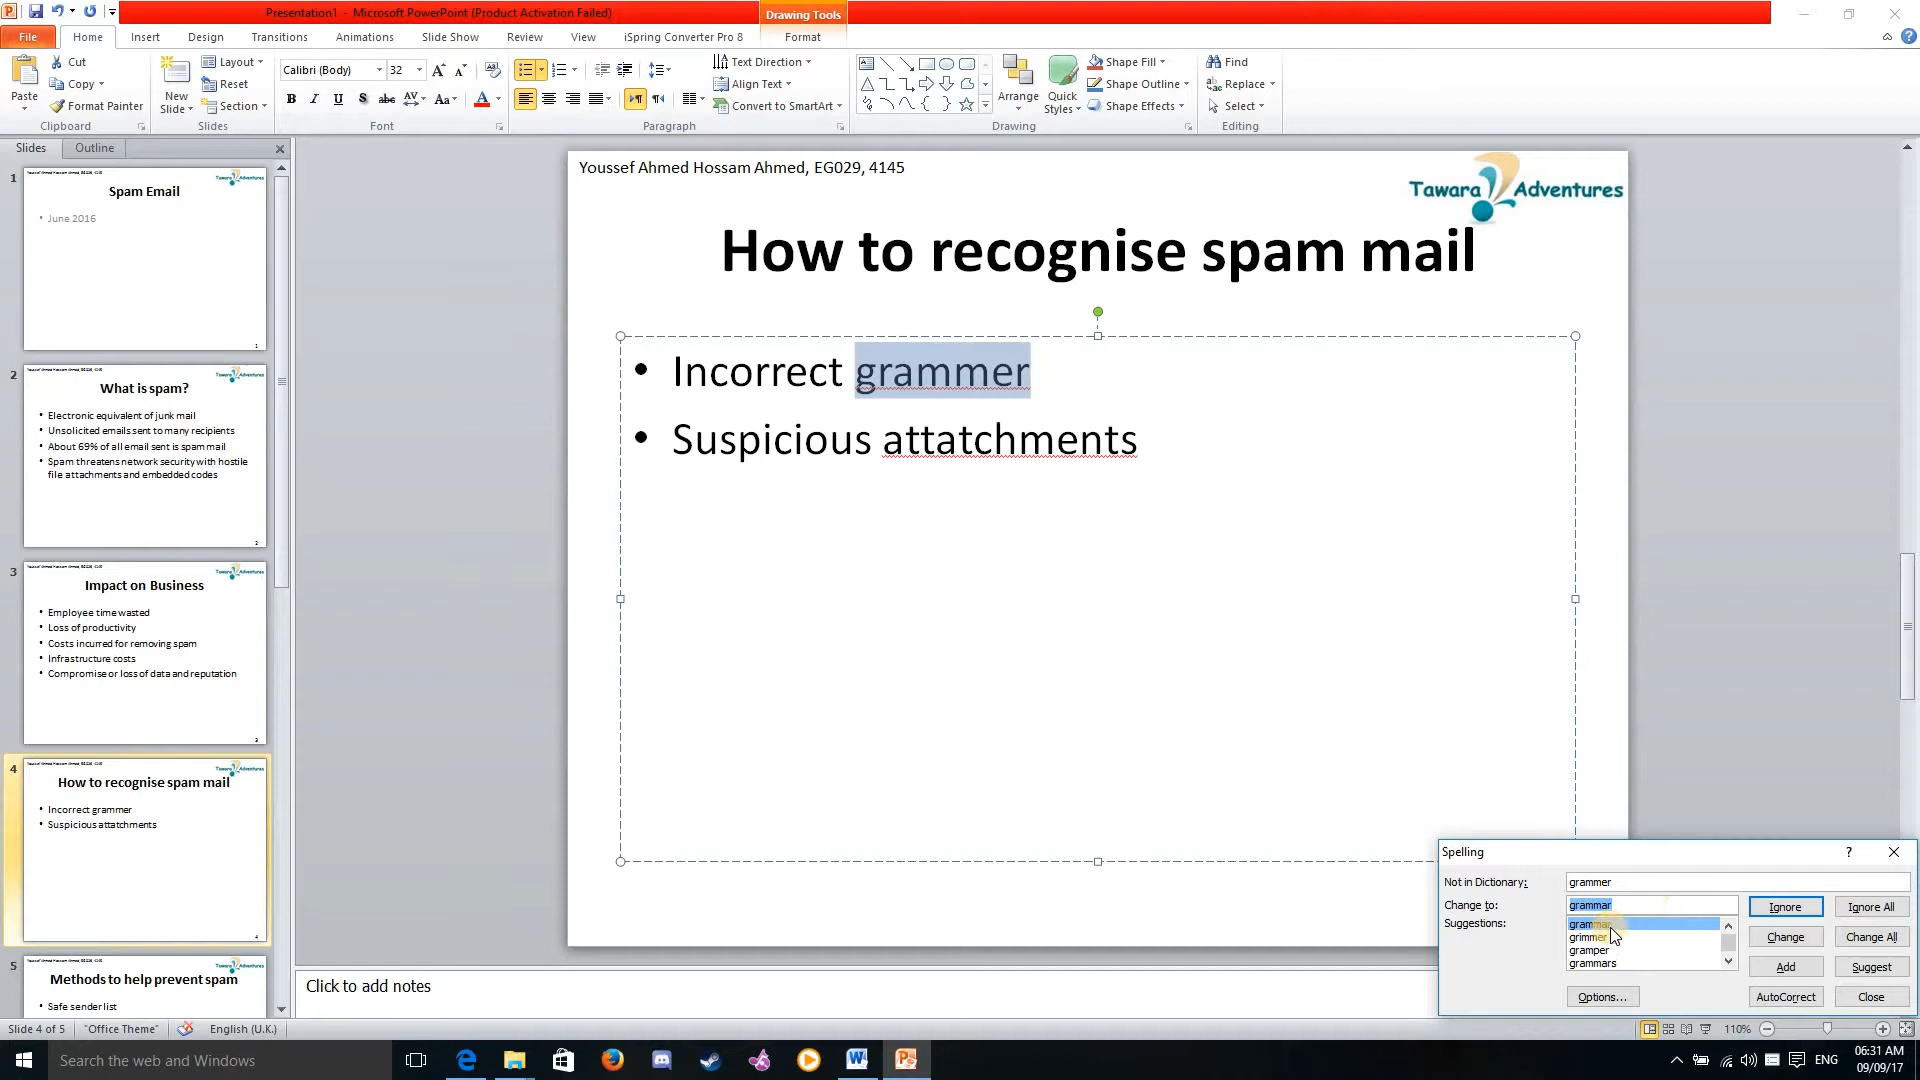 Presentation1 - Microsoft PowerPoint (Product Activation Failed)
Drawing Tools
File
Home
Insert
Design
Transitions
Animations
Slide Show
Review
View
iSpring Converter Pro 8
Format
Paste
Cut
Copy
Format Painter
Clipboard
New Slide
Layout
Reset
Section
Slides
Calibri (Body)
32
Font
Text Direction
Align Text
Convert to SmartArt
Paragraph
Arrange
Quick Styles
Shape Fill
Shape Outline
Shape Effects
Drawing
Find
Replace
Select
Editing
Slides
Outline
1
Spam Email
• June 2016
1
2
What is spam?
• Electronic equivalent of junk mail
• Unsolicited emails sent to many recipients
• About 69% of all email sent is spam mail
• Spam threatens network security with hostile
file attachments and embedded codes
2
3
Impact on Business
• Employee time wasted
• Loss of productivity
• Costs incurred for removing spam
• Infrastructure costs
• Compromise or loss of data and reputation
3
4
How to recognise spam mail
• Incorrect grammer
• Suspicious attatchments
4
5
Methods to help prevent spam
• Safe sender list
Youssef Ahmed Hossam Ahmed, EG029, 4145
Tawara Adventures
How to recognise spam mail
• Incorrect grammer
• Suspicious attatchments
Click to add notes
Spelling
Not in Dictionary:
grammer
Change to:
grammar
Suggestions:
grammar
grimmer
gramper
grammars
Ignore
Ignore All
Change
Change All
Add
Suggest
Options...
AutoCorrect
Close
Slide 4 of 5
"Office Theme"
English (U.K.)
110%
Search the web and Windows
ENG
06:31 AM
09/09/17